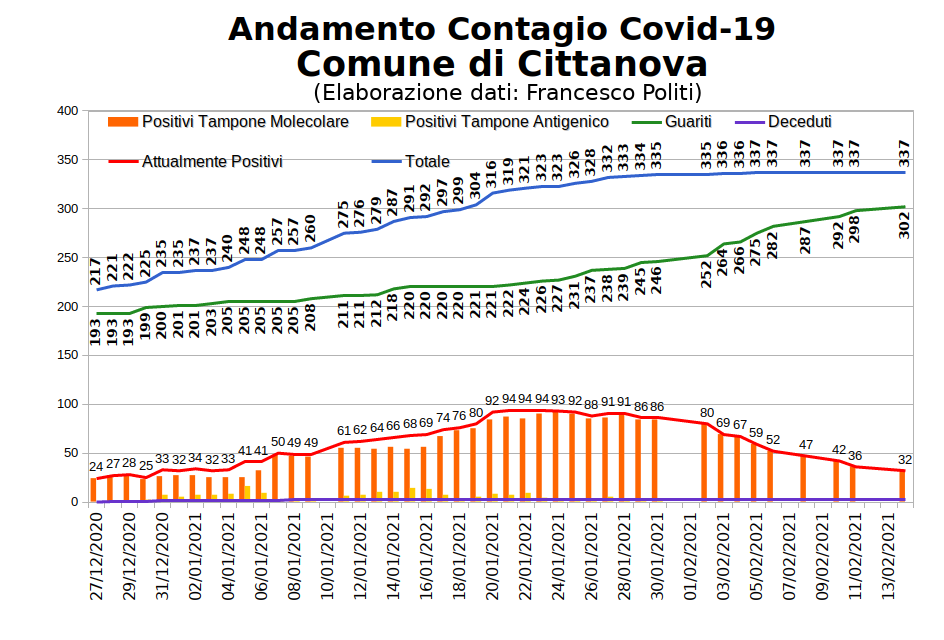 Andamento Contagio Covid-19
Comune di Cittanova
(Elaborazione dati: Francesco Politi)
Positivi Tampone Molecolare Positivi Tampone Antigenico Guariti Deceduti
Attualmente Positivi Totale
400
350
300
250
200
150
100
50
0
217 221 222 225 235 235 237 237 240 248 248 257 257 260 275 276 279 287 291 292 297 299 304 316 319 321 323 323 326 328 332 333 334 335 335 336 336 337 337 337 337 337 337
193 193 193 199 200 201 201 203 205 205 205 205 205 208 211 211 212 218 220 220 220 220 221 221 222 224 226 227 231 237 238 239 245 246 252 264 266 275 282 287 292 298 302
24 27 28 25 33 32 34 32 33 41 41 50 49 49 61 62 64 66 68 69 74 76 80 92 94 94 94 93 92 88 91 91 86 86 80 69 67 59 52 47 42 36 32
27/12/2020 29/12/2020 31/12/2020 02/01/2021 04/01/2021 06/01/2021 08/01/2021 10/01/2021 12/01/2021 14/01/2021 16/01/2021 18/01/2021 20/01/2021 22/01/2021 24/01/2021 26/01/2021 28/01/2021 30/01/2021 01/02/2021 03/02/2021 05/02/2021 07/02/2021 09/02/2021 11/02/2021 13/02/2021